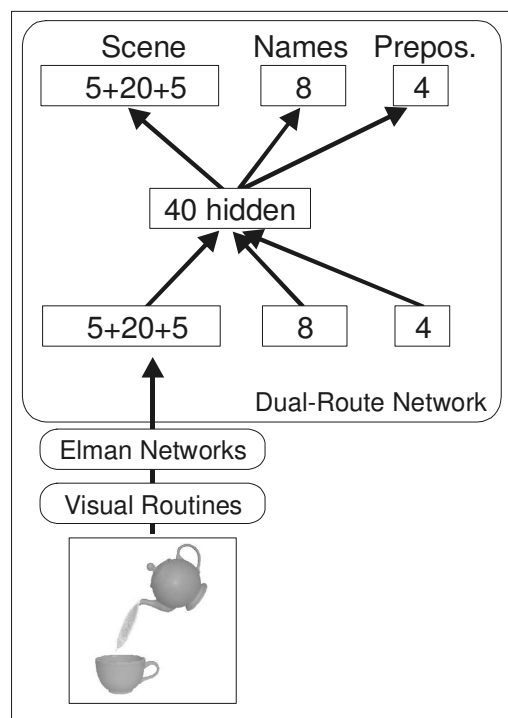 Scene Names Prepos.
5+20+5 8 4
40 hidden
5+20+5 8 4
Dual-Route Network
Elman Networks
Visual Routines